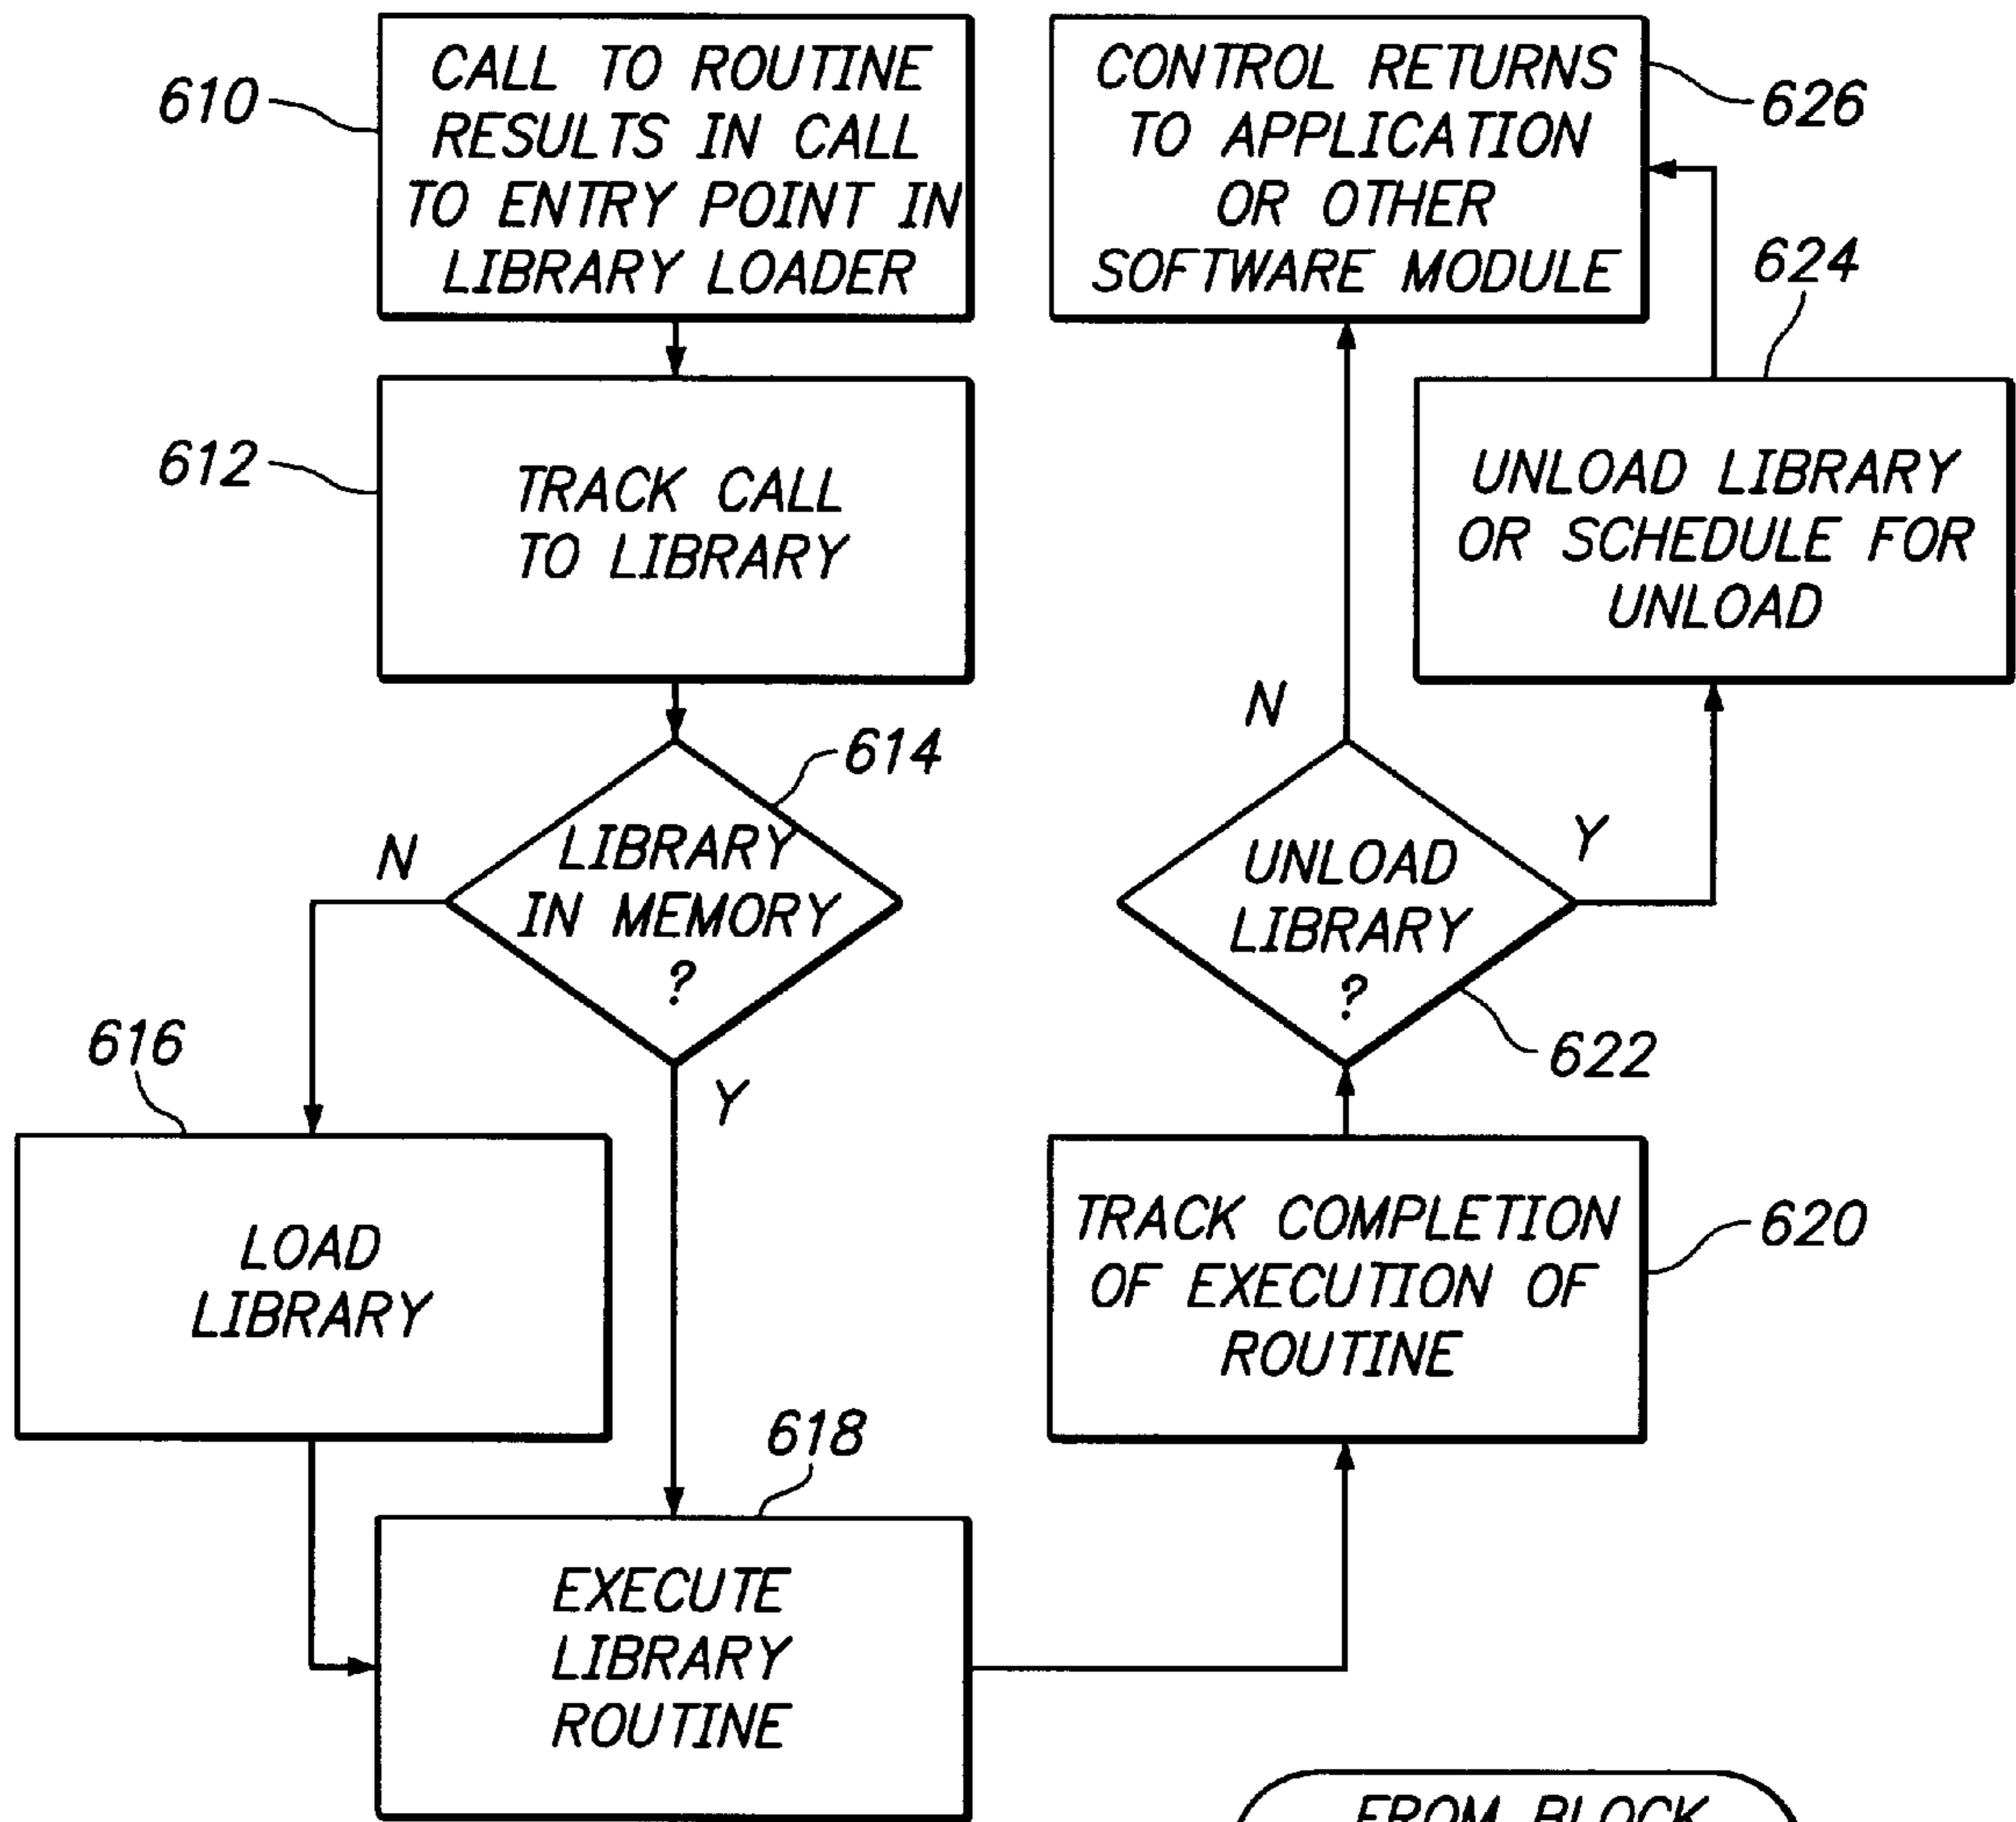 610
CALL TO ROUTINE
RESULTS IN CALL
TO ENTRY POINT IN
LIBRARY LOADER
612
TRACK CALL
TO LIBRARY
614
LIBRARY
IN MEMORY
?
N
Y
616
LOAD
LIBRARY
618
EXECUTE
LIBRARY
ROUTINE
CONTROL RETURNS
TO APPLICATION
OR OTHER
SOFTWARE MODULE
626
624
UNLOAD LIBRARY
OR SCHEDULE FOR
UNLOAD
N
Y
UNLOAD
LIBRARY
?
622
TRACK COMPLETION
OF EXECUTION OF
ROUTINE
620
FROM BLOCK